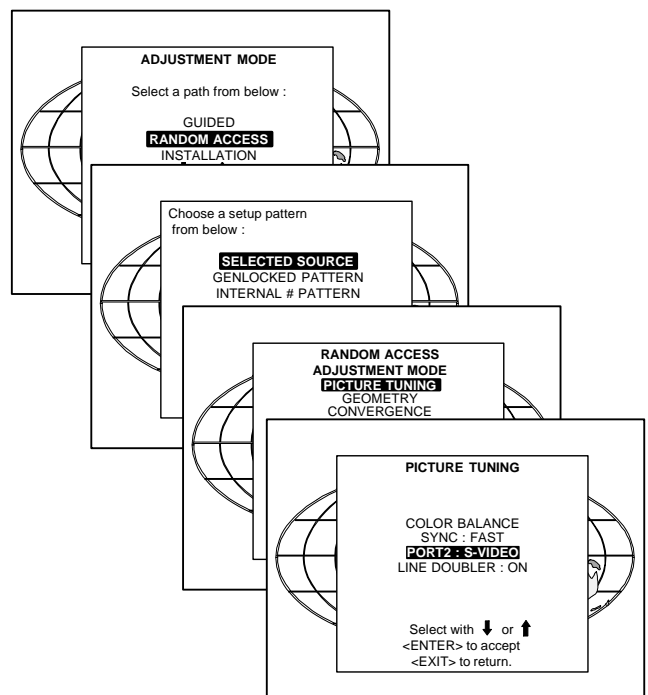 ADJUSTMENT MODE
Select a path from below :
GUIDED
RANDOM ACCESS
INSTALLATION
Choose a setup pattern
from below :
SELECTED SOURCE
GENLOCKED PATTERN
INTERNAL # PATTERN
RANDOM ACCESS
ADJUSTMENT MODE
PICTURE TUNING
GEOMETRY
CONVERGENCE
PICTURE TUNING
COLOR BALANCE
SYNC : FAST
PORT2 : S-VIDEO
LINE DOUBLER : ON
Select with ⬇ or ⬆
<ENTER> to accept
<EXIT> to return.